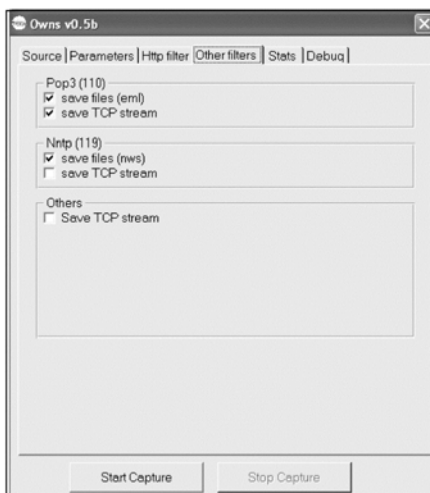 Owns v0.5b
Source Parameters Http filter Other filters Stats Debug
Pop3 (110)
save files (eml)
save TCP stream
Nntp (119)
save files (nws)
save TCP stream
Others
Save TCP stream
Start Capture Stop Capture